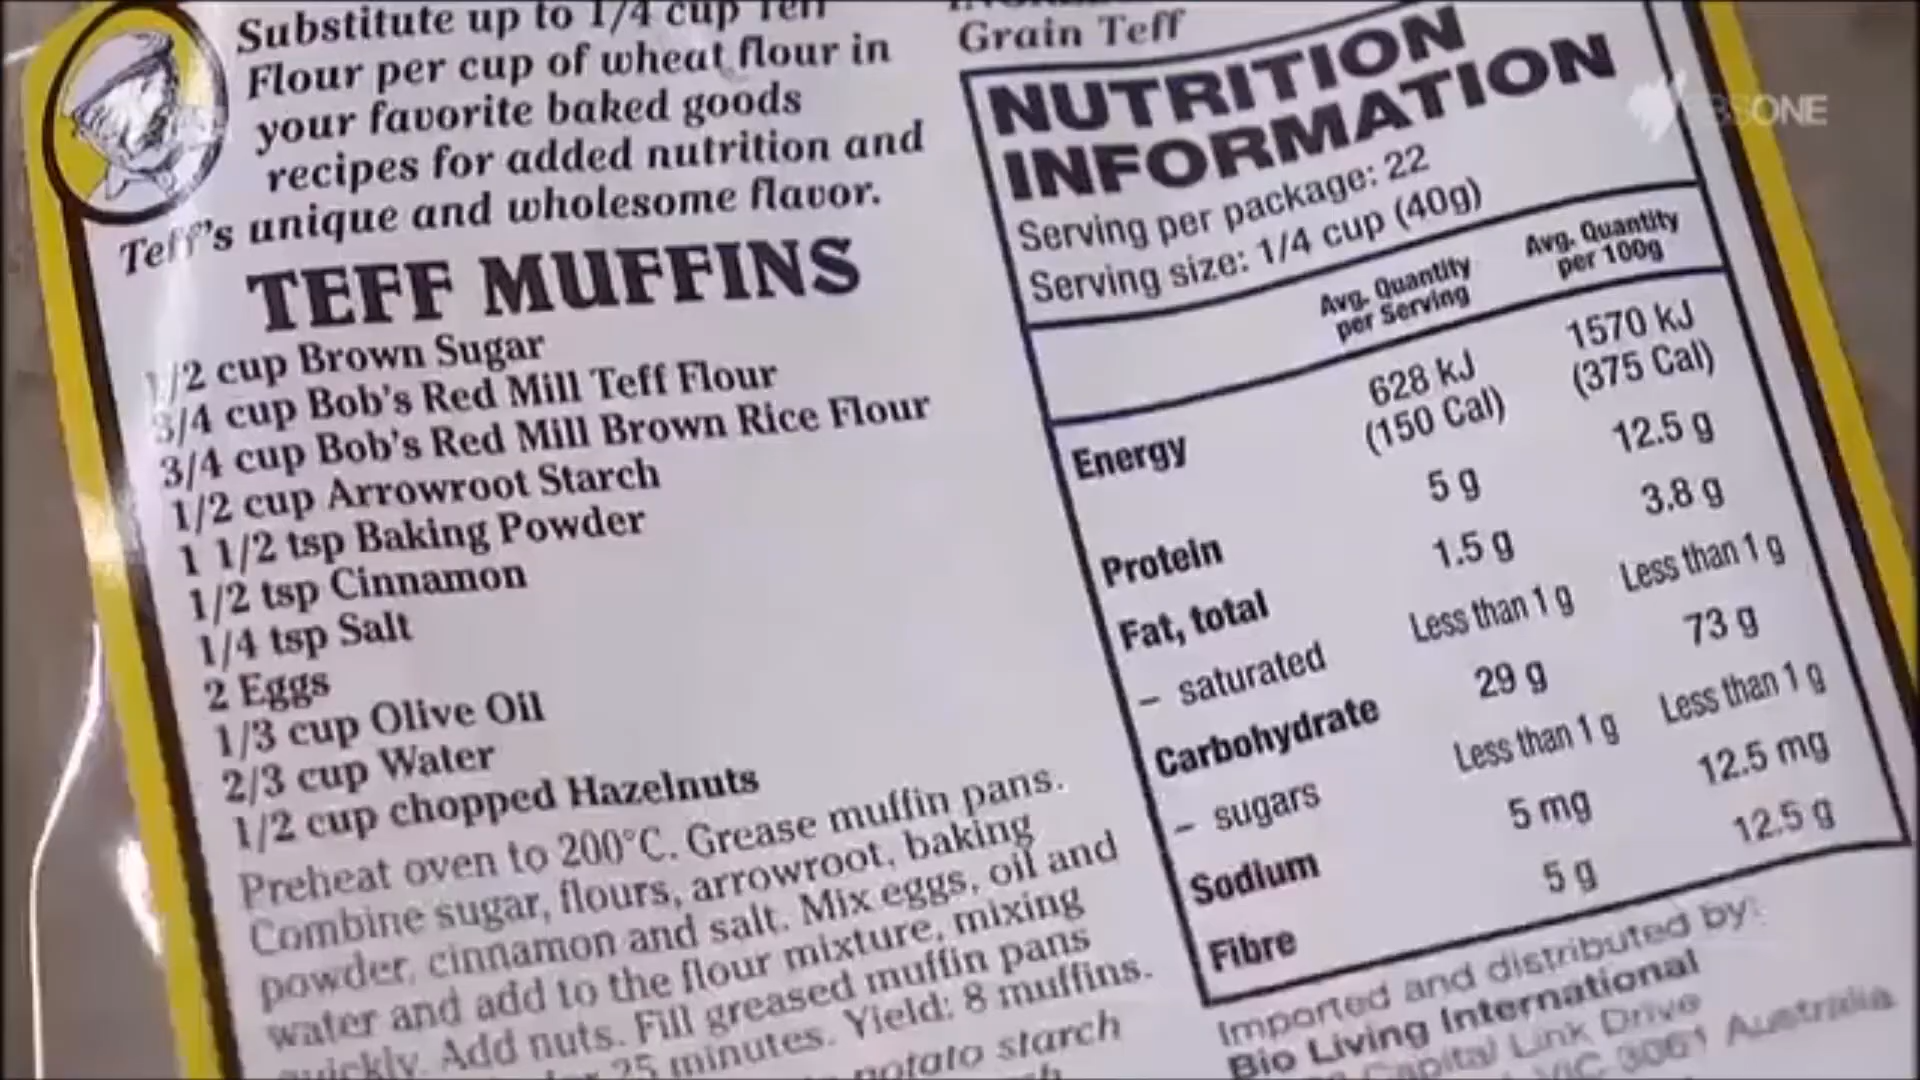 Substitute up to 1/4 cup Teff
Flour per cup of wheat flour in
your favorite baked goods
recipes for added nutrition and
Teff's unique and wholesome flavor.
TEFF MUFFINS
1/2 cup Brown Sugar
3/4 cup Bob's Red Mill Teff Flour
3/4 cup Bob's Red Mill Brown Rice Flour
1/2 cup Arrowroot Starch
1 1/2 tsp Baking Powder
1/2 tsp Cinnamon
1/4 tsp Salt
2 Eggs
1/3 cup Olive Oil
2/3 cup Water
1/2 cup chopped Hazelnuts
Preheat oven to 200°C. Grease muffin pans.
Combine sugar, flours, arrowroot, baking
powder, cinnamon and salt. Mix eggs, oil and
water and add to the flour mixture, mixing
quickly. Add nuts. Fill greased muffin pans
25 minutes. Yield: 8 muffins.
potato starch
Grain Teff
NUTRITION
INFORMATION
Serving per package: 22
Serving size: 1/4 cup (40g)
Avg. Quantity per Serving Avg. Quantity per 100g
Energy 628 kJ (150 Cal) 1570 kJ (375 Cal)
Protein 5 g 12.5 g
Fat, total 1.5 g 3.8 g
– saturated Less than 1 g Less than 1 g
Carbohydrate 29 g 73 g
– sugars Less than 1 g Less than 1 g
Sodium 5 mg 12.5 mg
Fibre 5 g 12.5 g
Imported and distributed by:
Bio Living International
Capital Link Drive
VIC 3061 Australia
SBS ONE